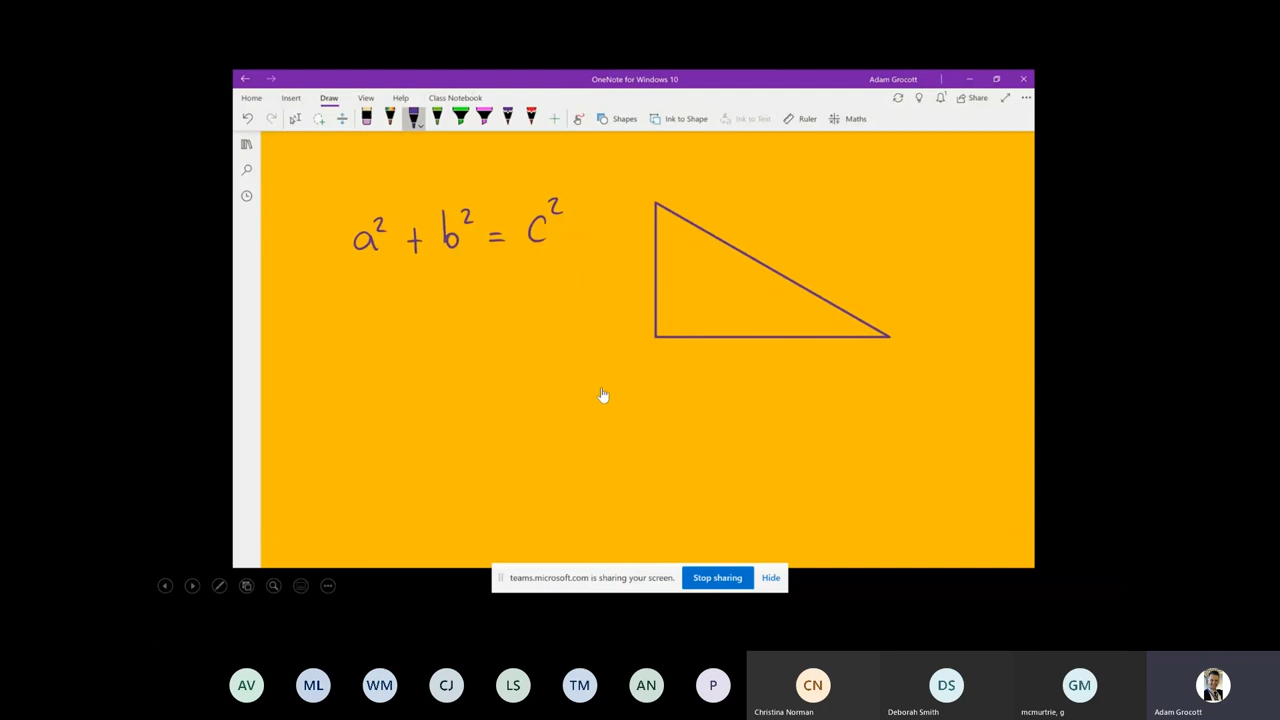 OneNote for Windows 10
Adam Grocott
Home Insert Draw View Help Class Notebook
Share
Shapes Ink to Shape Ink to Text Ruler Maths
a² + b² = c²
teams.microsoft.com is sharing your screen. Stop sharing Hide
AV ML WM CJ LS TM AN P CN DS GM
Christina Norman Deborah Smith mcmurtrie, g Adam Grocott